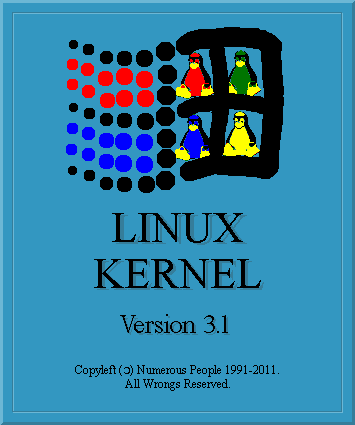 LINUX
KERNEL
Version 3.1
Copyleft (ɔ) Numerous People 1991-2011.
All Wrongs Reserved.